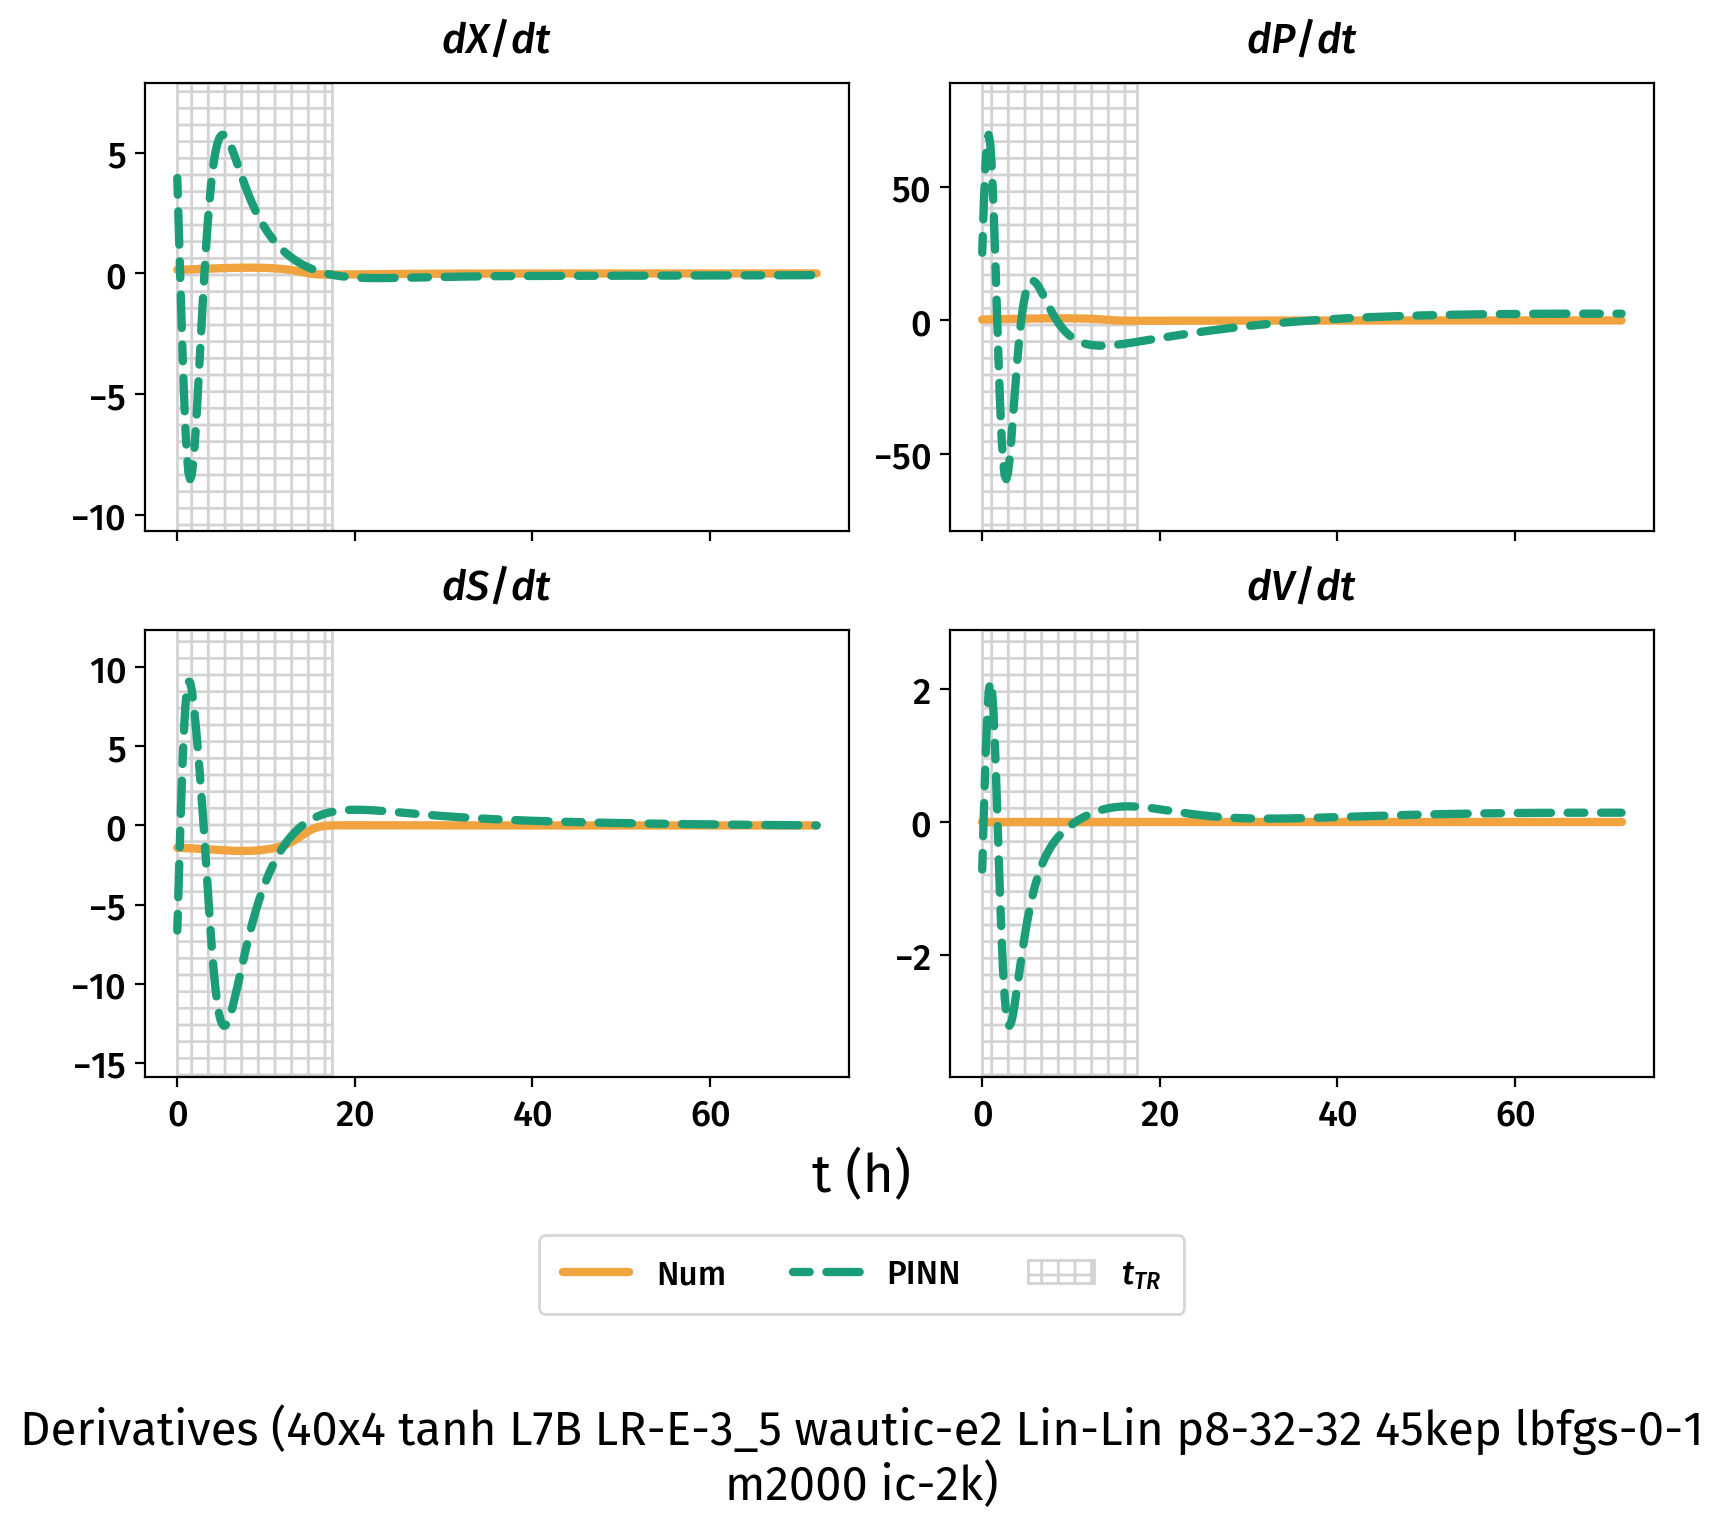 dX/dt
dP/dt
5
0
−5
−10
50
0
−50
dS/dt
dV/dt
10
5
0
−5
−10
−15
2
0
−2
0 20 40 60
0 20 40 60
t (h)
Num PINN t_TR
Derivatives (40x4 tanh L7B LR-E-3_5 wautic-e2 Lin-Lin p8-32-32 45kep lbfgs-0-1
m2000 ic-2k)